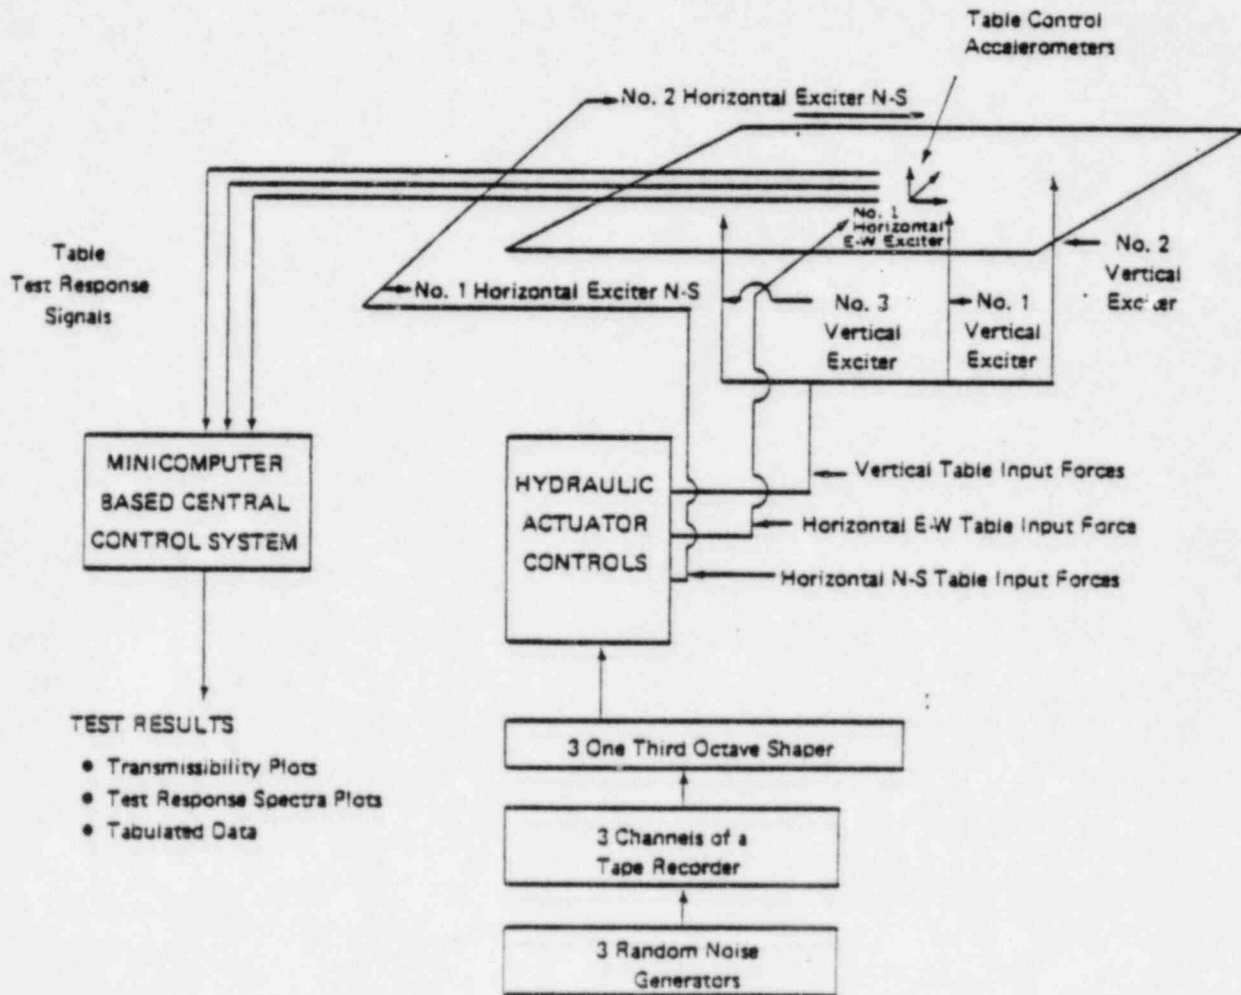 Table Control
Accelerometers
No. 2 Horizontal Exciter N-S
No. 1
Horizontal
E-W Exciter
No. 2
Vertical
Exciter
Table
Test Response
Signals
No. 1 Horizontal Exciter N-S
No. 3
Vertical
Exciter
No. 1
Vertical
Exciter
MINICOMPUTER
BASED CENTRAL
CONTROL SYSTEM
HYDRAULIC
ACTUATOR
CONTROLS
Vertical Table Input Forces
Horizontal E-W Table Input Force
Horizontal N-S Table Input Forces
TEST RESULTS
• Transmissibility Plots
• Test Response Spectra Plots
• Tabulated Data
3 One Third Octave Shaper
3 Channels of a
Tape Recorder
3 Random Noise
Generators